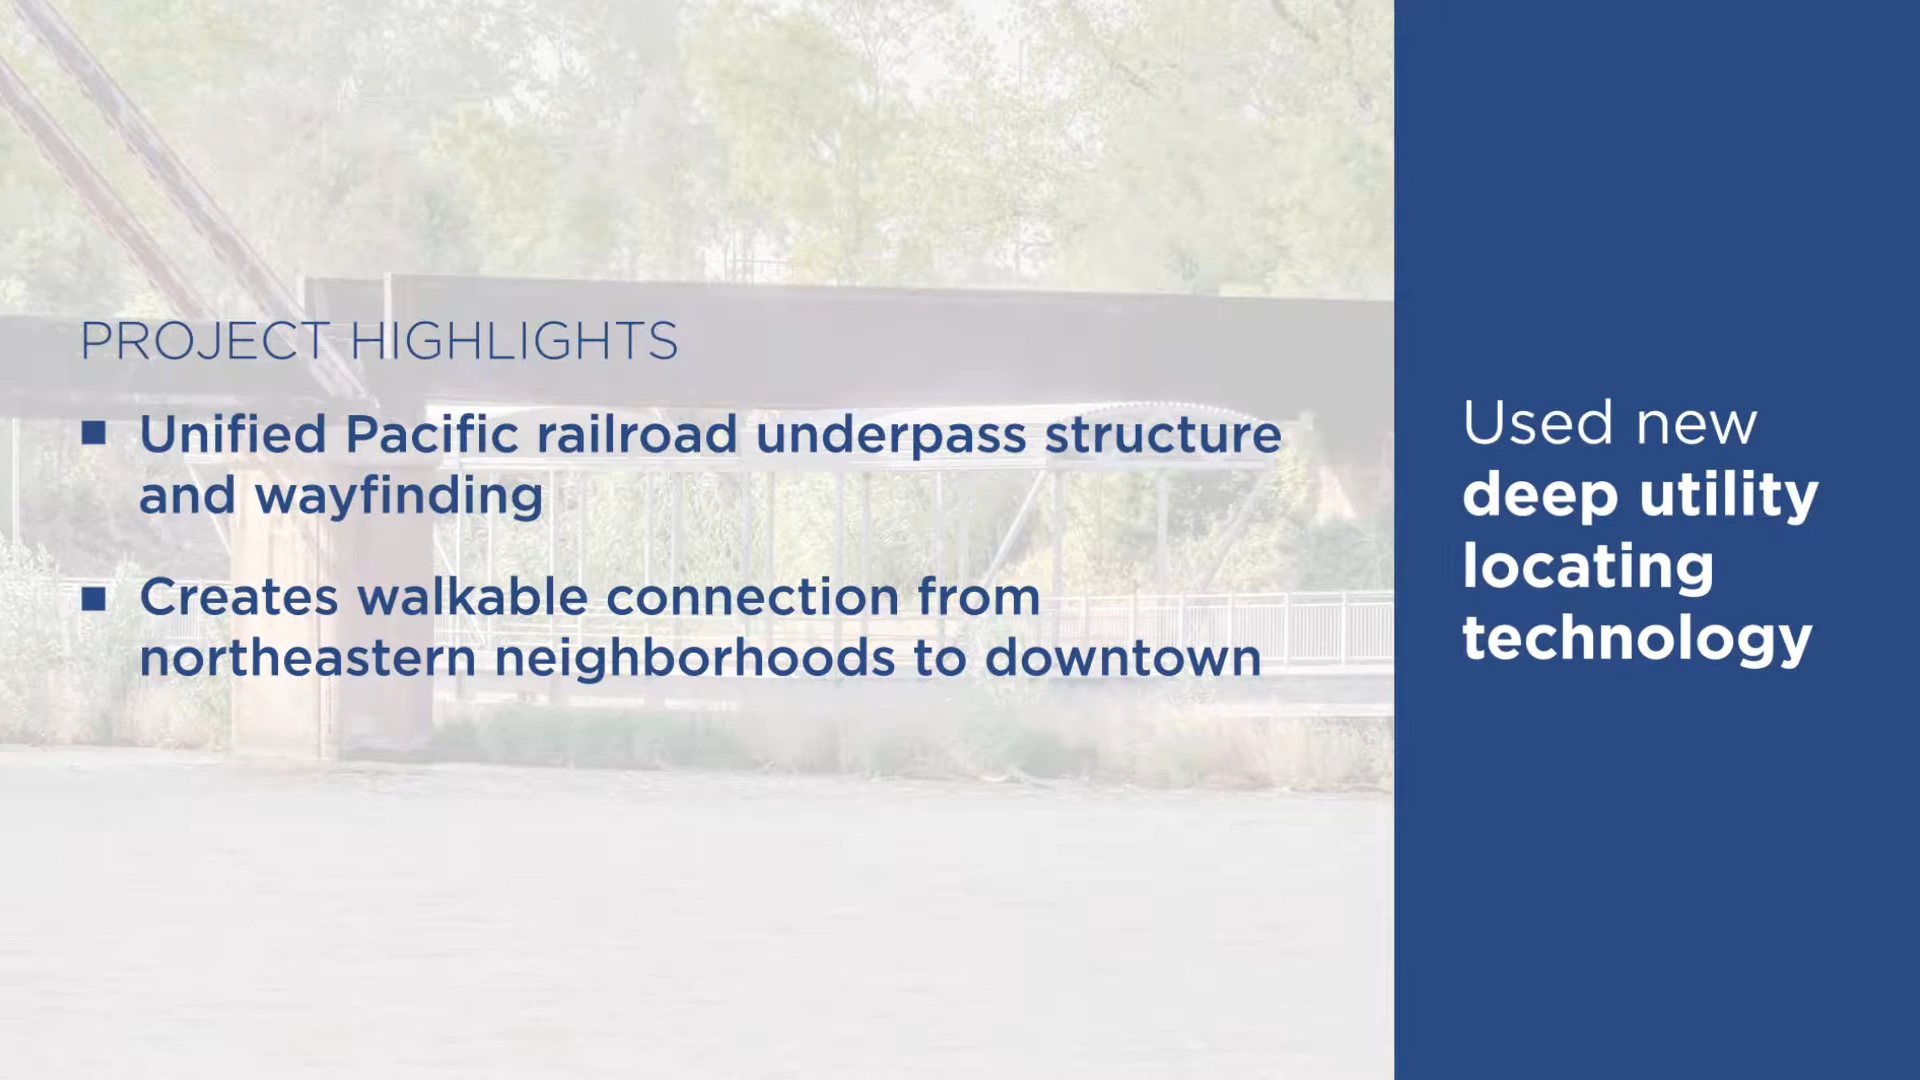 PROJECT HIGHLIGHTS
■ Unified Pacific railroad underpass structure
and wayfinding
■ Creates walkable connection from
northeastern neighborhoods to downtown
Used new
deep utility
locating
technology